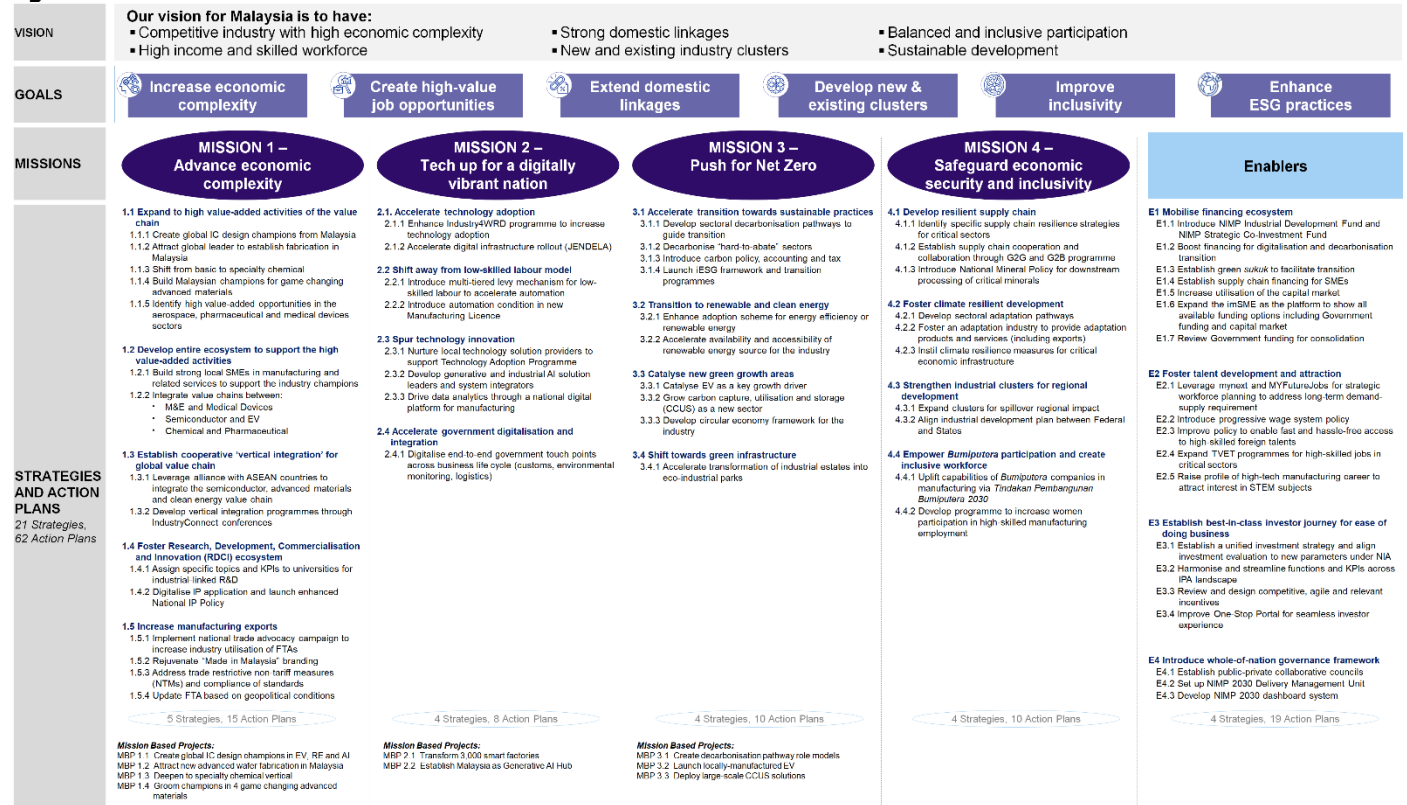 VISION
Our vision for Malaysia is to have:
▪ Competitive industry with high economic complexity
▪ High income and skilled workforce
▪ Strong domestic linkages
▪ New and existing industry clusters
▪ Balanced and inclusive participation
▪ Sustainable development
GOALS
Increase economic
complexity
Create high-value
job opportunities
Extend domestic
linkages
Develop new &
existing clusters
Improve
inclusivity
Enhance
ESG practices
MISSIONS
MISSION 1 –
Advance economic
complexity
MISSION 2 –
Tech up for a digitally
vibrant nation
MISSION 3 –
Push for Net Zero
MISSION 4 –
Safeguard economic
security and inclusivity
Enablers
STRATEGIES
AND ACTION
PLANS
21 Strategies,
62 Action Plans
1.1 Expand to high value-added activities of the value
chain
1.1.1 Create global IC design champions from Malaysia
1.1.2 Attract global leader to establish fabrication in
Malaysia
1.1.3 Shift from basic to specialty chemical
1.1.4 Build Malaysian champions for game changing
advanced materials
1.1.5 Identify high value-added opportunities in the
aerospace, pharmaceutical and medical devices
sectors
1.2 Develop entire ecosystem to support the high
value-added activities
1.2.1 Build strong local SMEs in manufacturing and
related services to support the industry champions
1.2.2 Integrate value chains between:
• M&E and Medical Devices
• Semiconductor and EV
• Chemical and Pharmaceutical
1.3 Establish cooperative ‘vertical integration’ for
global value chain
1.3.1 Leverage alliance with ASEAN countries to
integrate the semiconductor, advanced materials
and clean energy value chain
1.3.2 Develop vertical integration programmes through
IndustryConnect conferences
1.4 Foster Research, Development, Commercialisation
and Innovation (RDCI) ecosystem
1.4.1 Assign specific topics and KPIs to universities for
industrial-linked R&D
1.4.2 Digitalise IP application and launch enhanced
National IP Policy
1.5 Increase manufacturing exports
1.5.1 Implement national trade advocacy campaign to
increase industry utilisation of FTAs
1.5.2 Rejuvenate “Made in Malaysia” branding
1.5.3 Address trade restrictive non-tariff measures
(NTMs) and compliance of standards
1.5.4 Update FTA based on geopolitical conditions
5 Strategies, 15 Action Plans
Mission Based Projects:
MBP 1.1 Create global IC design champions in EV, RE and AI
MBP 1.2 Attract new advanced wafer fabrication in Malaysia
MBP 1.3 Deepen to specialty chemical vertical
MBP 1.4 Groom champions in 4 game changing advanced
materials
2.1. Accelerate technology adoption
2.1.1 Enhance Industry4WRD programme to increase
technology adoption
2.1.2 Accelerate digital infrastructure rollout (JENDELA)
2.2 Shift away from low-skilled labour model
2.2.1 Introduce multi-tiered levy mechanism for low-
skilled labour to accelerate automation
2.2.2 Introduce automation condition in new
Manufacturing Licence
2.3 Spur technology innovation
2.3.1 Nurture local technology solution providers to
support Technology Adoption Programme
2.3.2 Develop generative and industrial AI solution
leaders and system integrators
2.3.3 Drive data analytics through a national digital
platform for manufacturing
2.4 Accelerate government digitalisation and
integration
2.4.1 Digitalise end-to-end government touch points
across business life cycle (customs, environmental
monitoring, logistics)
4 Strategies, 8 Action Plans
Mission Based Projects:
MBP 2.1 Transform 3,000 smart factories
MBP 2.2 Establish Malaysia as Generative AI Hub
3.1 Accelerate transition towards sustainable practices
3.1.1 Develop sectoral decarbonisation pathways to
guide transition
3.1.2 Decarbonise “hard-to-abate” sectors
3.1.3 Introduce carbon policy, accounting and tax
3.1.4 Launch iESG framework and transition
programmes
3.2 Transition to renewable and clean energy
3.2.1 Enhance adoption scheme for energy efficiency or
renewable energy
3.2.2 Accelerate availability and accessibility of
renewable energy source for the industry
3.3 Catalyse new green growth areas
3.3.1 Catalyse EV as a key growth driver
3.3.2 Grow carbon capture, utilisation and storage
(CCUS) as a new sector
3.3.3 Develop circular economy framework for the
industry
3.4 Shift towards green infrastructure
3.4.1 Accelerate transformation of industrial estates into
eco-industrial parks
4 Strategies, 10 Action Plans
Mission Based Projects:
MBP 3.1 Create decarbonisation pathway role models
MBP 3.2 Launch locally-manufactured EV
MBP 3.3 Deploy large-scale CCUS solutions
4.1 Develop resilient supply chain
4.1.1 Identify specific supply chain resilience strategies
for critical sectors
4.1.2 Establish supply chain cooperation and
collaboration through G2G and G2B programme
4.1.3 Introduce National Mineral Policy for downstream
processing of critical minerals
4.2 Foster climate resilient development
4.2.1 Develop sectoral adaptation pathways
4.2.2 Foster an adaptation industry to provide adaptation
products and services (including exports)
4.2.3 Instil climate resilience measures for critical
economic infrastructure
4.3 Strengthen industrial clusters for regional
development
4.3.1 Expand clusters for spillover regional impact
4.3.2 Align industrial development plan between Federal
and States
4.4 Empower Bumiputera participation and create
inclusive workforce
4.4.1 Uplift capabilities of Bumiputera companies in
manufacturing via Tindakan Pembangunan
Bumiputera 2030
4.4.2 Develop programme to increase women
participation in high-skilled manufacturing
employment
4 Strategies, 10 Action Plans
E1 Mobilise financing ecosystem
E1.1 Introduce NIMP Industrial Development Fund and
NIMP Strategic Co-Investment Fund
E1.2 Boost financing for digitalisation and decarbonisation
transition
E1.3 Establish green sukuk to facilitate transition
E1.4 Establish supply chain financing for SMEs
E1.5 Increase utilisation of the capital market
E1.6 Expand the imSME as the platform to show all
available funding options including Government
funding and capital market
E1.7 Review Government funding for consolidation
E2 Foster talent development and attraction
E2.1 Leverage mynext and MYFutureJobs for strategic
workforce planning to address long-term demand-
supply requirement
E2.2 Introduce progressive wage system policy
E2.3 Improve policy to enable fast and hassle-free access
to high-skilled foreign talents
E2.4 Expand TVET programmes for high-skilled jobs in
critical sectors
E2.5 Raise profile of high-tech manufacturing career to
attract interest in STEM subjects
E3 Establish best-in-class investor journey for ease of
doing business
E3.1 Establish a unified investment strategy and align
investment evaluation to new parameters under NIA
E3.2 Harmonise and streamline functions and KPIs across
IPA landscape
E3.3 Review and design competitive, agile and relevant
incentives
E3.4 Improve One-Stop Portal for seamless investor
experience
E4 Introduce whole-of-nation governance framework
E4.1 Establish public-private collaborative councils
E4.2 Set up NIMP 2030 Delivery Management Unit
E4.3 Develop NIMP 2030 dashboard system
4 Strategies, 19 Action Plans